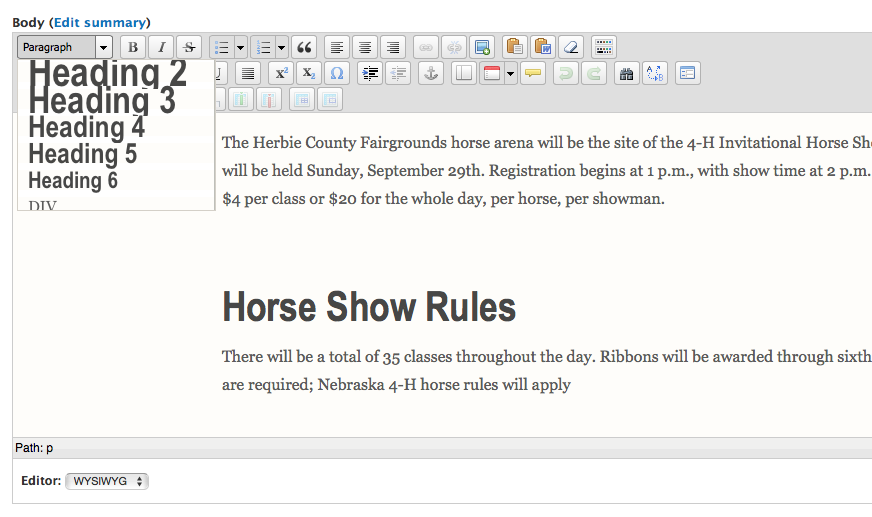 Body (Edit summary)
Paragraph
Heading 2
Heading 3
Heading 4
Heading 5
Heading 6
DIV
The Herbie County Fairgrounds horse arena will be the site of the 4-H Invitational Horse
will be held Sunday, September 29th. Registration begins at 1 p.m., with show time at 2 p.m.
$4 per class or $20 for the whole day, per horse, per showman.
Horse Show Rules
There will be a total of 35 classes throughout the day. Ribbons will be awarded through sixth
are required; Nebraska 4-H horse rules will apply
Path: p
Editor: WYSIWYG